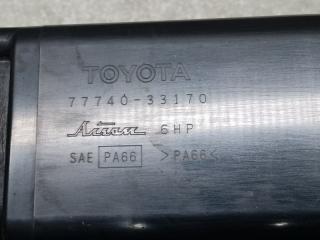 TOYOTA
77740-33170
Aisan 6HP
SAE PA66 >PA66<